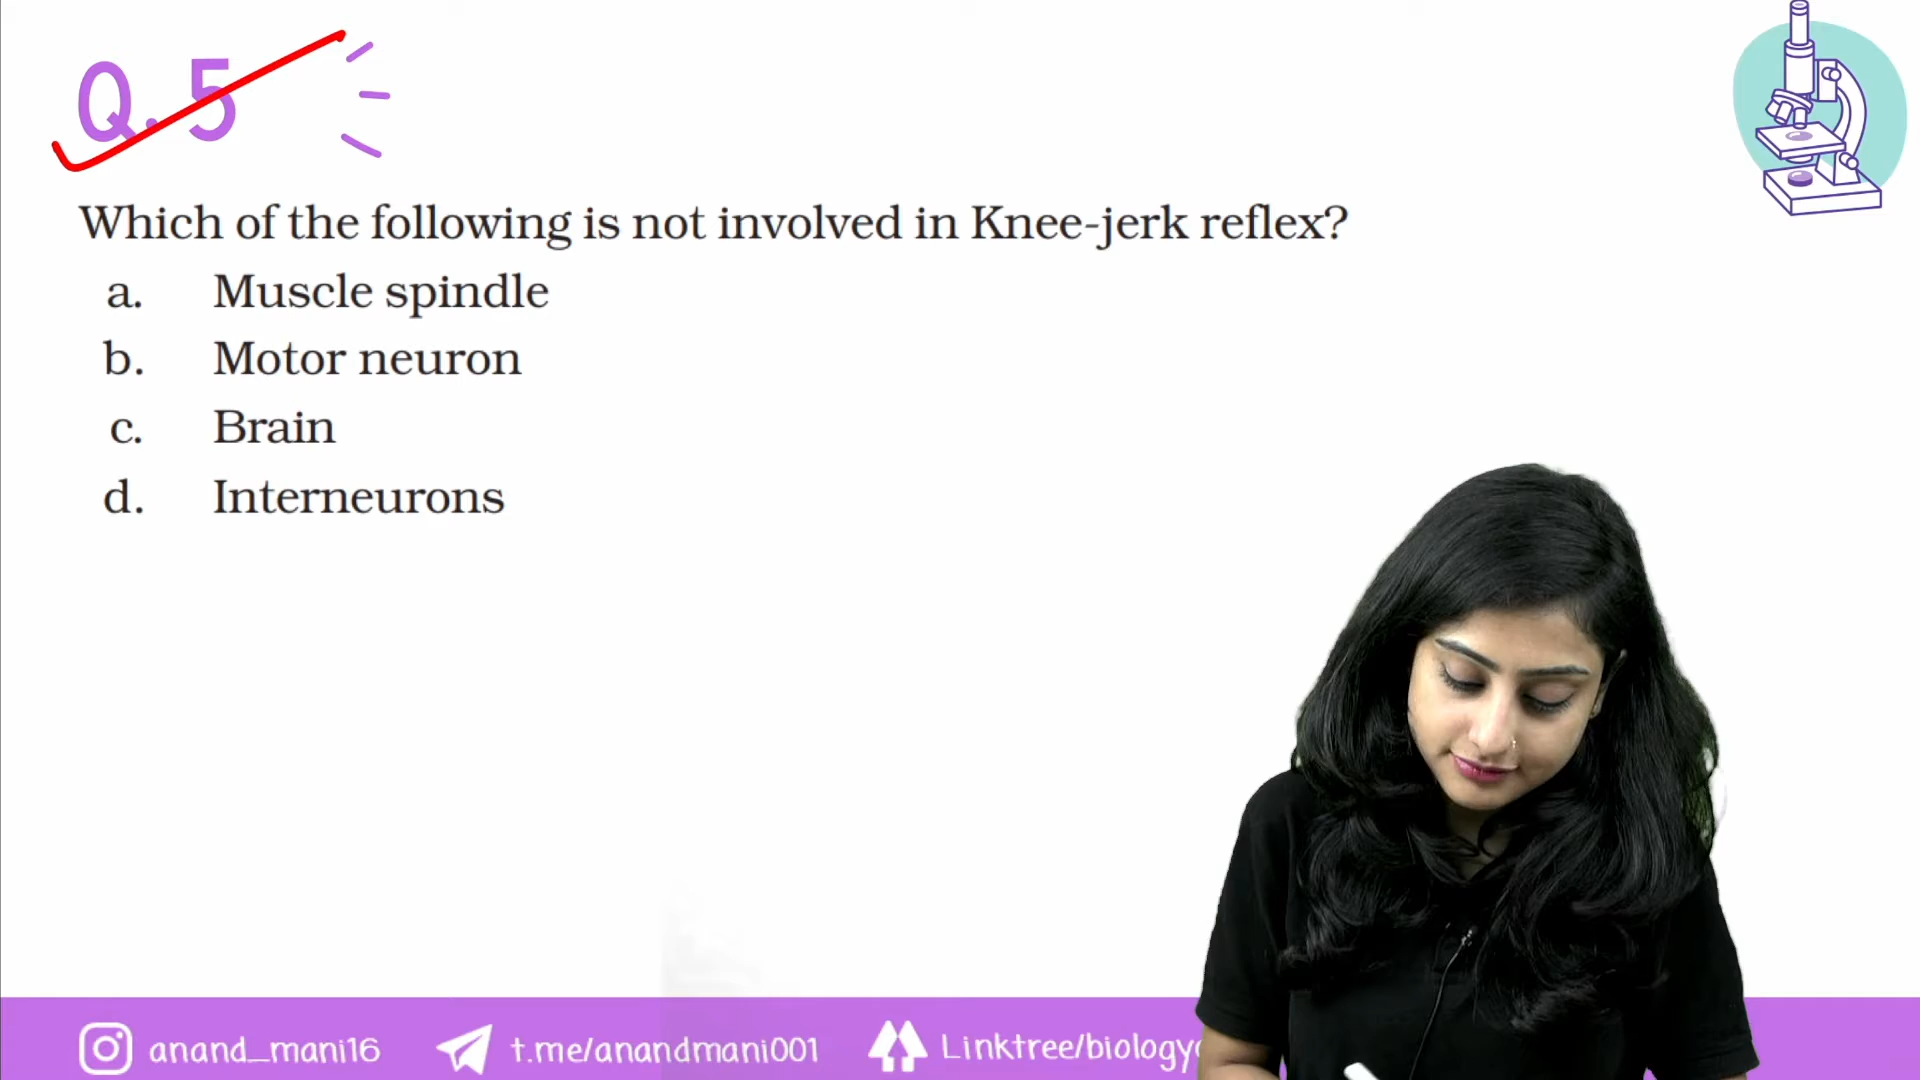 Q. 5
Which of the following is not involved in Knee-jerk reflex?
a. Muscle spindle
b. Motor neuron
c. Brain
d. Interneurons
anand_mani16 t.me/anandmani001 Linktree/biology